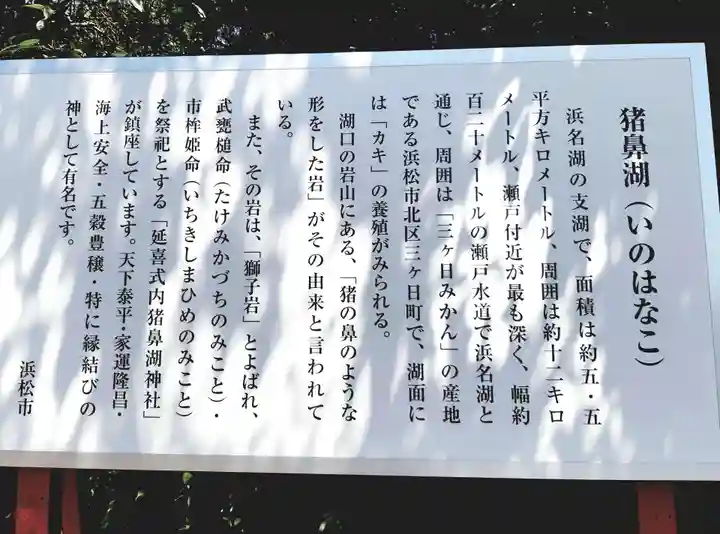 猪鼻湖（いのはなこ）
浜名湖の支湖で、面積は約五・五
平方キロメートル、周囲は約十二キロ
メートル、瀬戸付近が最も深く、幅約
百二十メートルの瀬戸水道で浜名湖と
通じ、周囲は「三ヶ日みかん」の産地
である浜松市北区三ヶ日町で、湖面に
は「カキ」の養殖がみられる。
湖口の岩山にある、「猪の鼻のような
形をした岩」がその由来と言われて
いる。
また、その岩は、「獅子岩」とよばれ、
武甕槌命（たけみかづちのみこと）・
市杵姫命（いちきしまひめのみこと）
を祭祀とする「延喜式内猪鼻湖神社」
が鎮座しています。天下泰平・家運隆昌・
海上安全・五穀豊穣・特に縁結びの
神として有名です。
浜松市